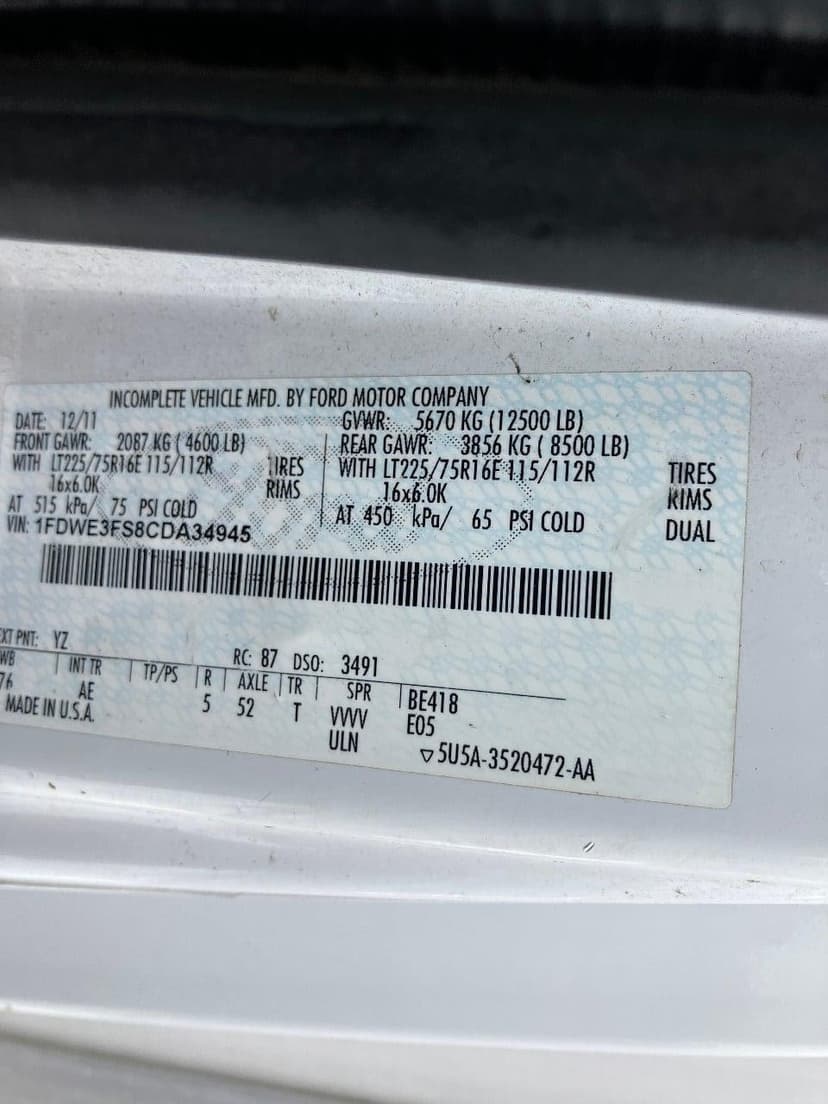 INCOMPLETE VEHICLE MFD. BY FORD MOTOR COMPANY
DATE: 12/11 GVWR: 5670 KG (12500 LB)
FRONT GAWR: 2087 KG ( 4600 LB) REAR GAWR: 3856 KG ( 8500 LB)
WITH LT225/75R16E 115/112R TIRES WITH LT225/75R16E 115/112R TIRES
16x6.0K RIMS 16x6.0K RIMS
AT 515 kPa/ 75 PSI COLD AT 450 kPa/ 65 PSI COLD DUAL
VIN: 1FDWE3FS8CDA34945
EXT PNT: YZ RC: 87 DSO: 3491
WB INT TR TP/PS R AXLE TR SPR BE418
76 AE 5 52 T VVVV E05
MADE IN U.S.A. ULN
5U5A-3520472-AA